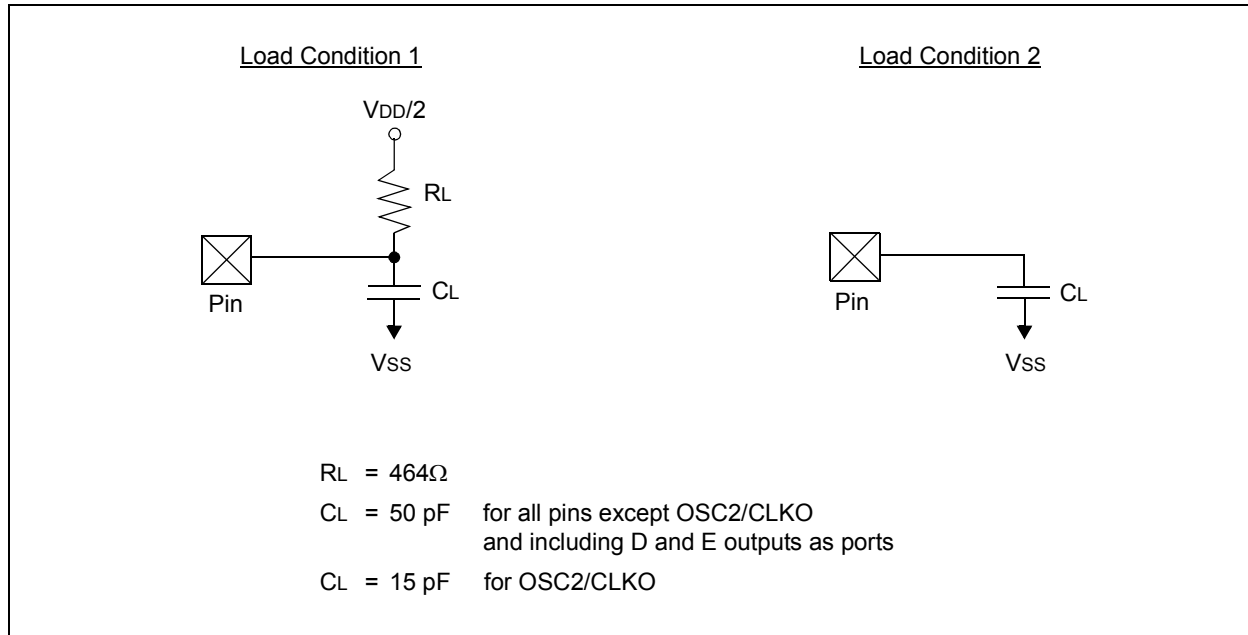 Load Condition 1
VDD/2
RL
Pin
CL
VSS
Load Condition 2
Pin
CL
VSS
RL = 464Ω
CL = 50 pF for all pins except OSC2/CLKO
and including D and E outputs as ports
CL = 15 pF for OSC2/CLKO